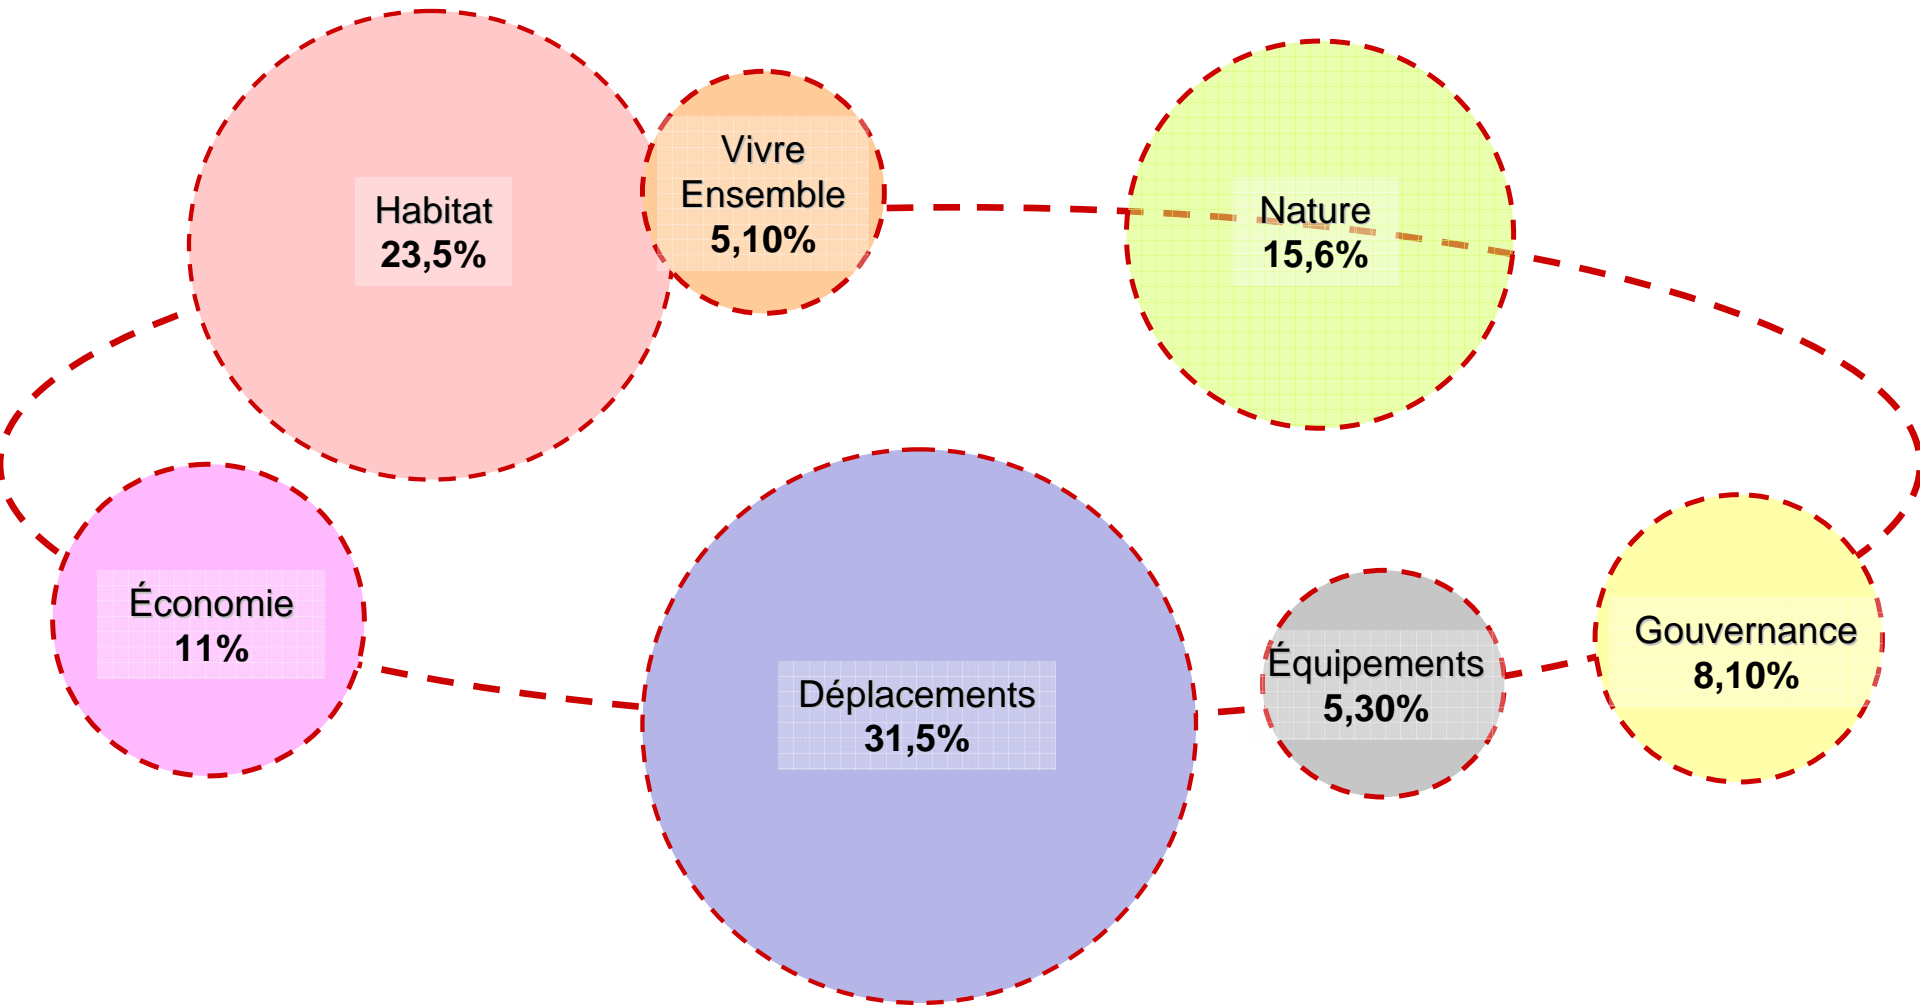 Habitat
23,5%
Vivre
Ensemble
5,10%
Nature
15,6%
Économie
11%
Déplacements
31,5%
Équipements
5,30%
Gouvernance
8,10%